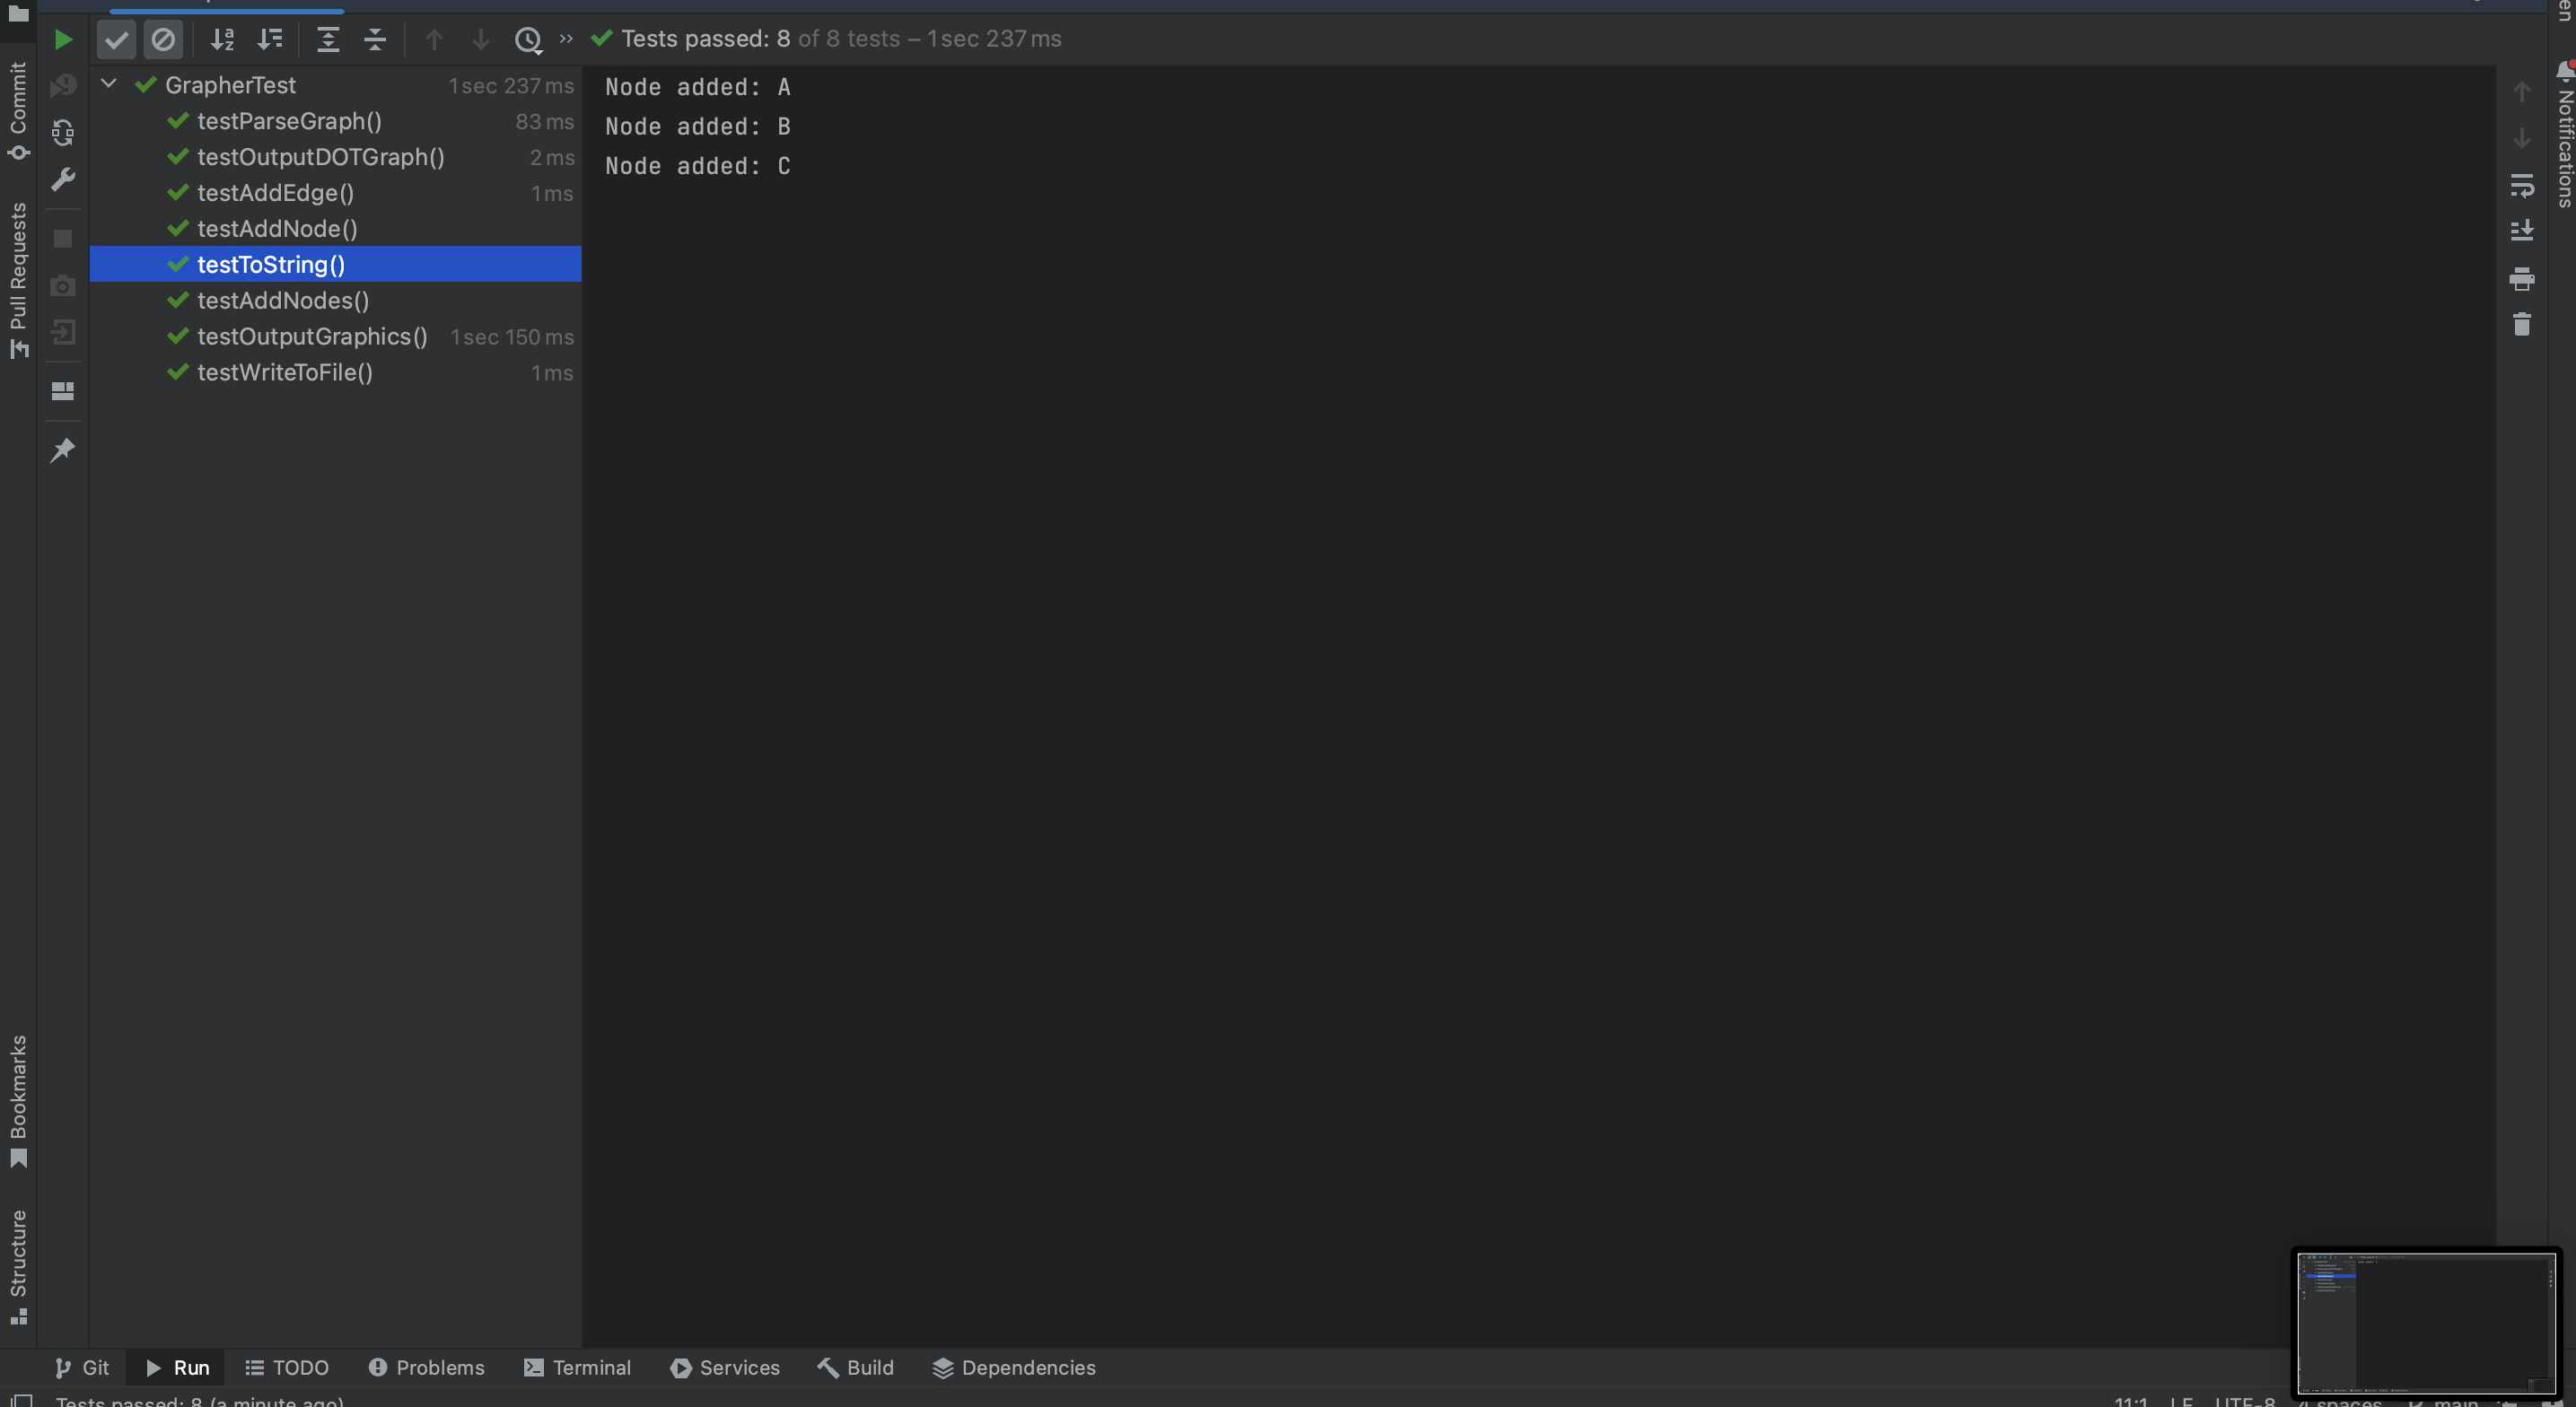 Tests passed: 8 of 8 tests – 1 sec 237 ms
GrapherTest 1 sec 237 ms
testParseGraph() 83 ms
testOutputDOTGraph() 2 ms
testAddEdge() 1 ms
testAddNode()
testToString()
testAddNodes()
testOutputGraphics() 1 sec 150 ms
testWriteToFile() 1 ms
Node added: A
Node added: B
Node added: C
Commit
Pull Requests
Bookmarks
Structure
Notifications
Git
Run
TODO
Problems
Terminal
Services
Build
Dependencies
Tests passed: 8 (a minute ago)
11:1 LF UTF-8 4 spaces main